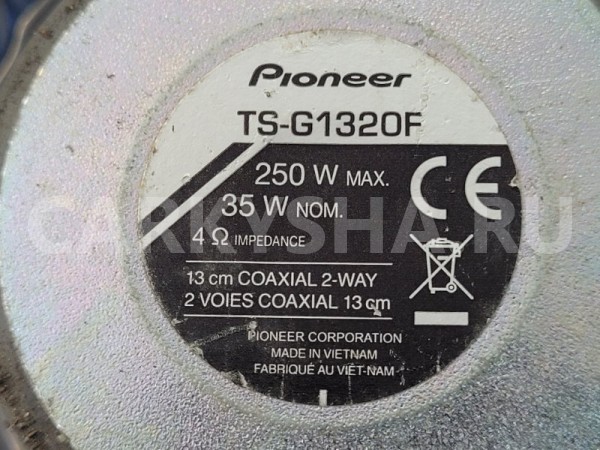 Pioneer
TS-G1320F
250 W MAX.
35 W NOM.
4 Ω IMPEDANCE
CE
13 cm COAXIAL 2-WAY
2 VOIES COAXIAL 13 cm
PIONEER CORPORATION
MADE IN VIETNAM
FABRIQUÉ AU VIÊT-NAM
CARKYSHA.RU